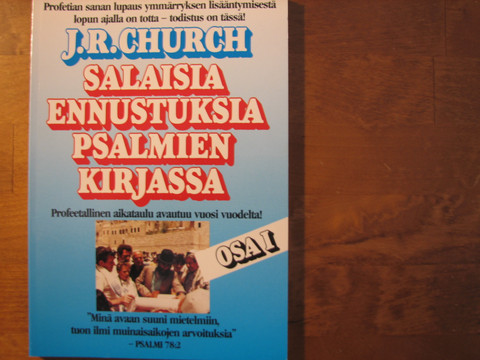 Profetian sanan lupaus ymmärryksen lisääntymisestä
lopun ajalla on totta – todistus on tässä!
J.R.CHURCH
SALAISIA
ENNUSTUKSIA
PSALMIEN
KIRJASSA
Profeetallinen aikataulu avautuu vuosi vuodelta!
OSA I
"Minä avaan suuni mietelmiin,
tuon ilmi muinaisaikojen arvoituksia"
– PSALMI 78:2